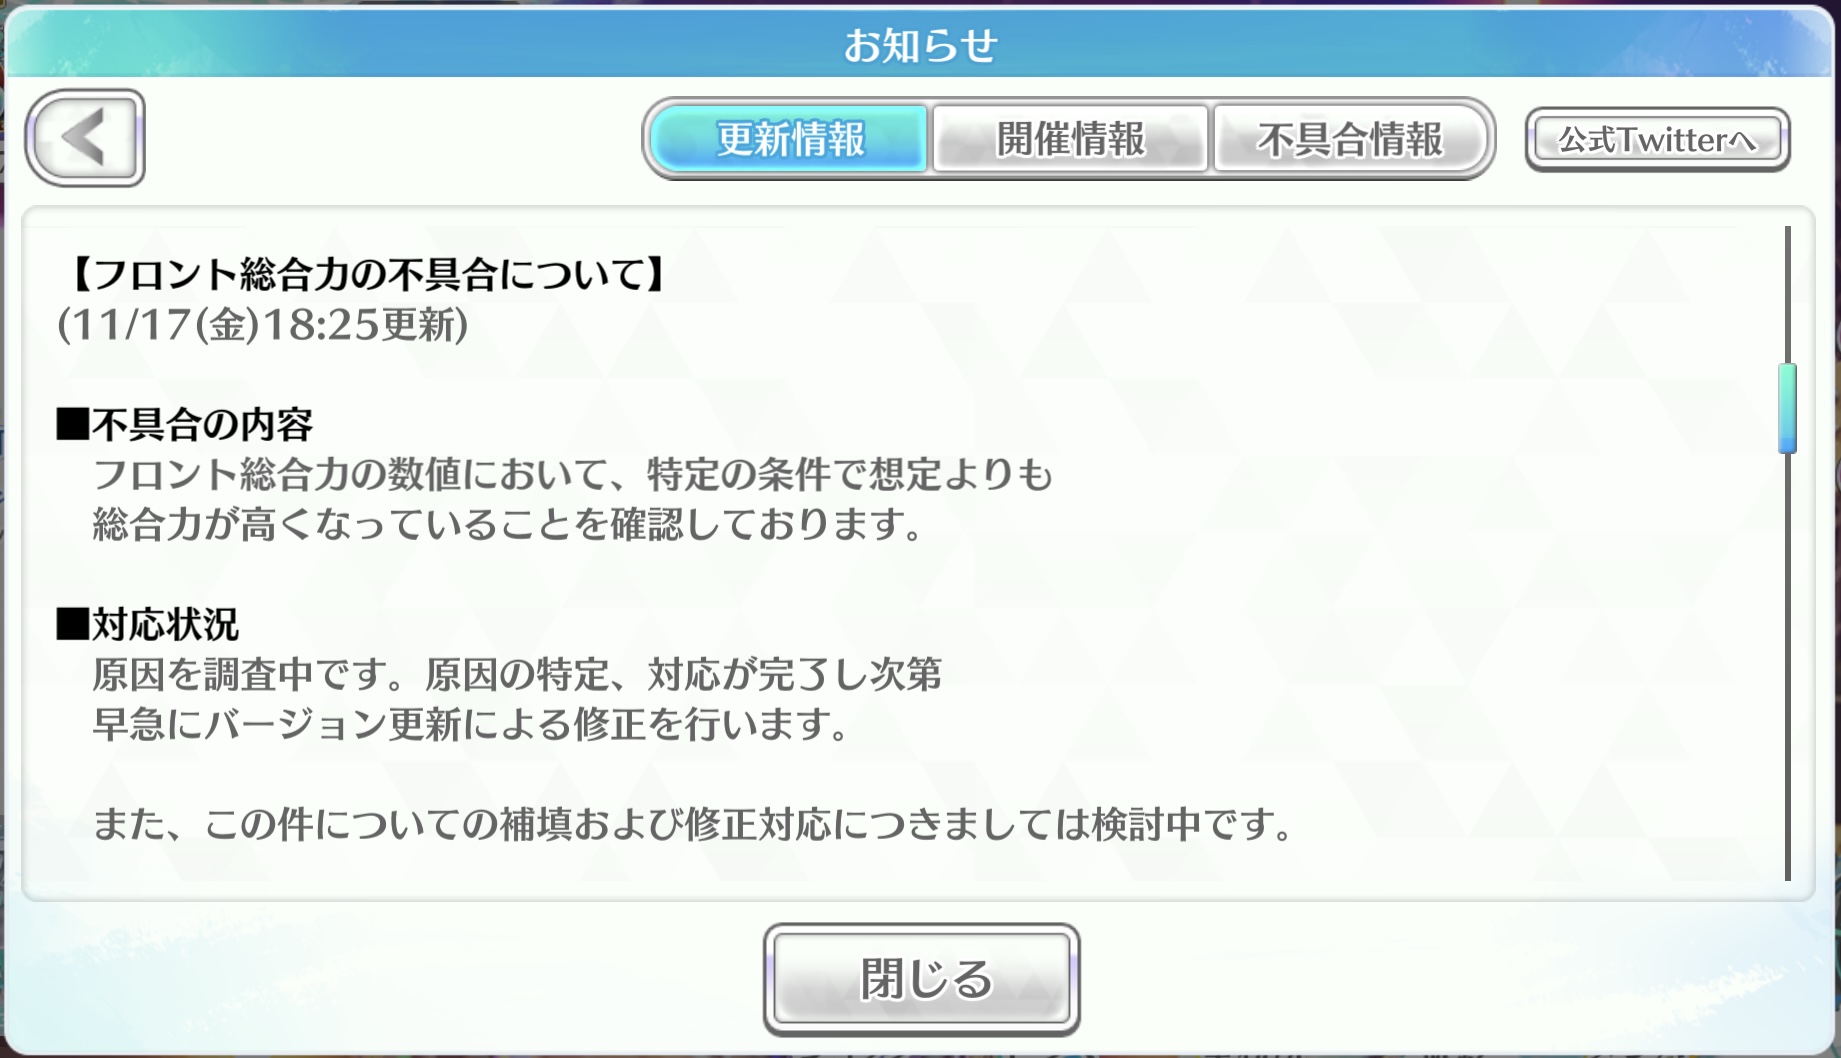 お知らせ
更新情報
開催情報
不具合情報
公式Twitterへ
【フロント総合力の不具合について】
(11/17(金)18:25更新)
■不具合の内容
フロント総合力の数値において、特定の条件で想定よりも
総合力が高くなっていることを確認しております。
■対応状況
原因を調査中です。原因の特定、対応が完了し次第
早急にバージョン更新による修正を行います。
また、この件についての補填および修正対応につきましては検討中です。
閉じる